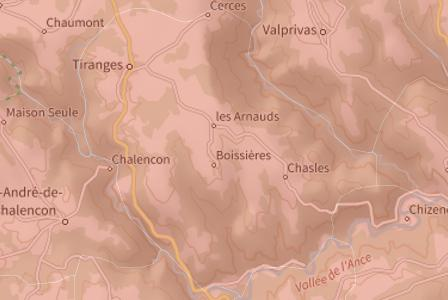 Cerces
Chaumont
Valprivas
Tiranges
Maison Seule
les Arnauds
Chalencon
Boissières
Chasles
-André-de-
halencon
Chizene
Vallée de l'Ance